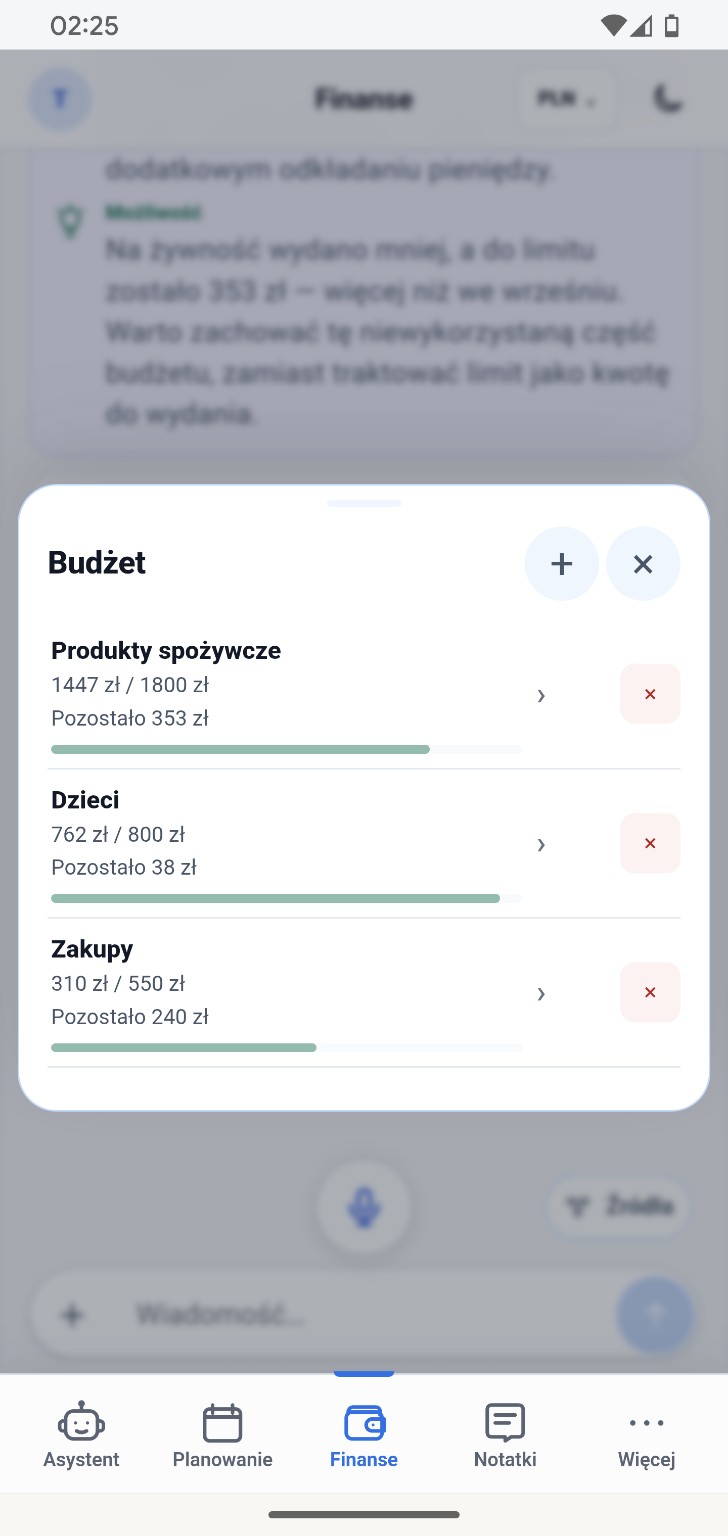 02:25
T
Finanse
PLN
dodatkowym odkładaniu pieniędzy.
Możliwość
Na żywność wydano mniej, a do limitu
zostało 353 zł — więcej niż we wrześniu.
Warto zachować tę niewykorzystaną część
budżetu, zamiast traktować limit jako kwotę
do wydania.
Budżet
Produkty spożywcze
1447 zł / 1800 zł
Pozostało 353 zł
Dzieci
762 zł / 800 zł
Pozostało 38 zł
Zakupy
310 zł / 550 zł
Pozostało 240 zł
Źródła
Wiadomość...
Asystent
Planowanie
Finanse
Notatki
Więcej